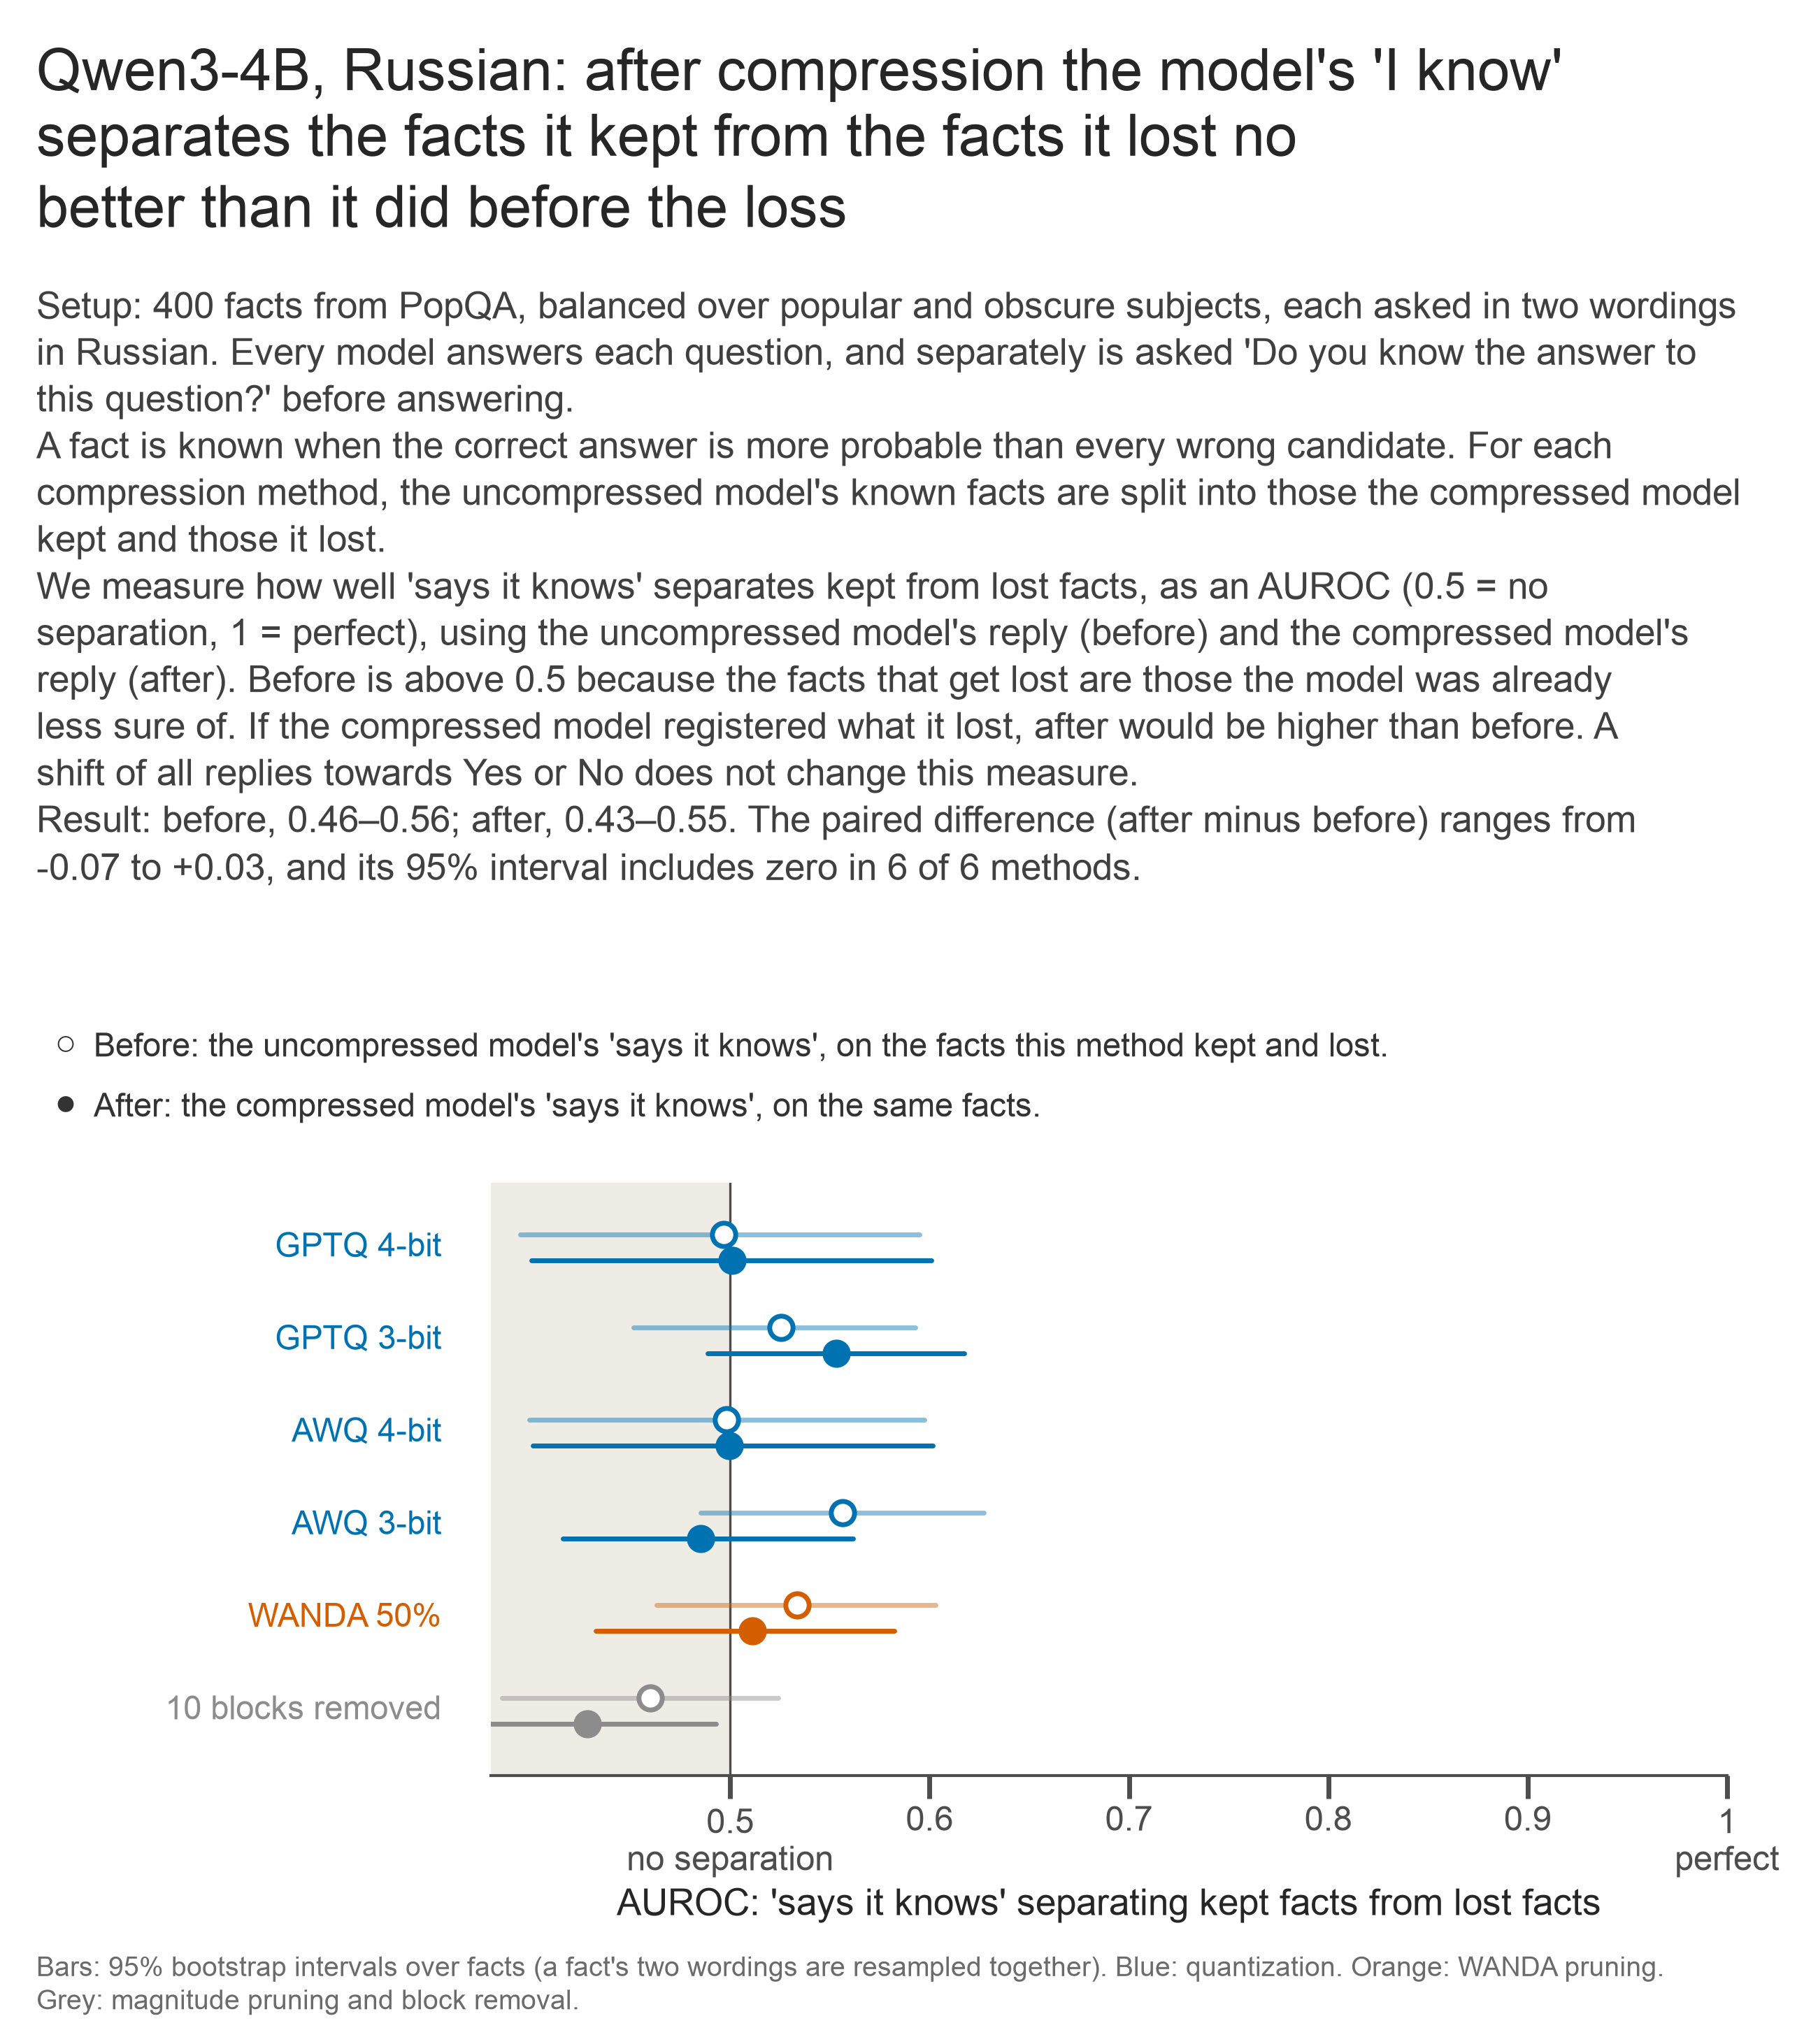 Qwen3-4B, Russian: after compression the model's 'I know'
separates the facts it kept from the facts it lost no
better than it did before the loss
Setup: 400 facts from PopQA, balanced over popular and obscure subjects, each asked in two wordings
in Russian. Every model answers each question, and separately is asked 'Do you know the answer to
this question?' before answering.
A fact is known when the correct answer is more probable than every wrong candidate. For each
compression method, the uncompressed model's known facts are split into those the compressed model
kept and those it lost.
We measure how well 'says it knows' separates kept from lost facts, as an AUROC (0.5 = no
separation, 1 = perfect), using the uncompressed model's reply (before) and the compressed model's
reply (after). Before is above 0.5 because the facts that get lost are those the model was already
less sure of. If the compressed model registered what it lost, after would be higher than before. A
shift of all replies towards Yes or No does not change this measure.
Result: before, 0.46–0.56; after, 0.43–0.55. The paired difference (after minus before) ranges from
-0.07 to +0.03, and its 95% interval includes zero in 6 of 6 methods.
Before: the uncompressed model's 'says it knows', on the facts this method kept and lost.
After: the compressed model's 'says it knows', on the same facts.
GPTQ 4-bit
GPTQ 3-bit
AWQ 4-bit
AWQ 3-bit
WANDA 50%
10 blocks removed
0.5 0.6 0.7 0.8 0.9 1
no separation perfect
AUROC: 'says it knows' separating kept facts from lost facts
Bars: 95% bootstrap intervals over facts (a fact's two wordings are resampled together). Blue: quantization. Orange: WANDA pruning.
Grey: magnitude pruning and block removal.